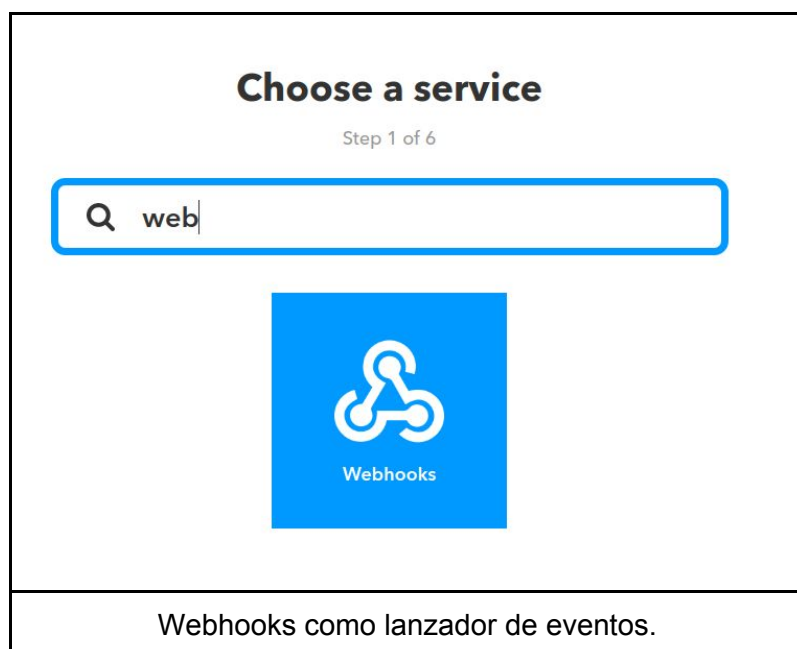 Choose a service
Step 1 of 6
web
Webhooks
Webhooks como lanzador de eventos.